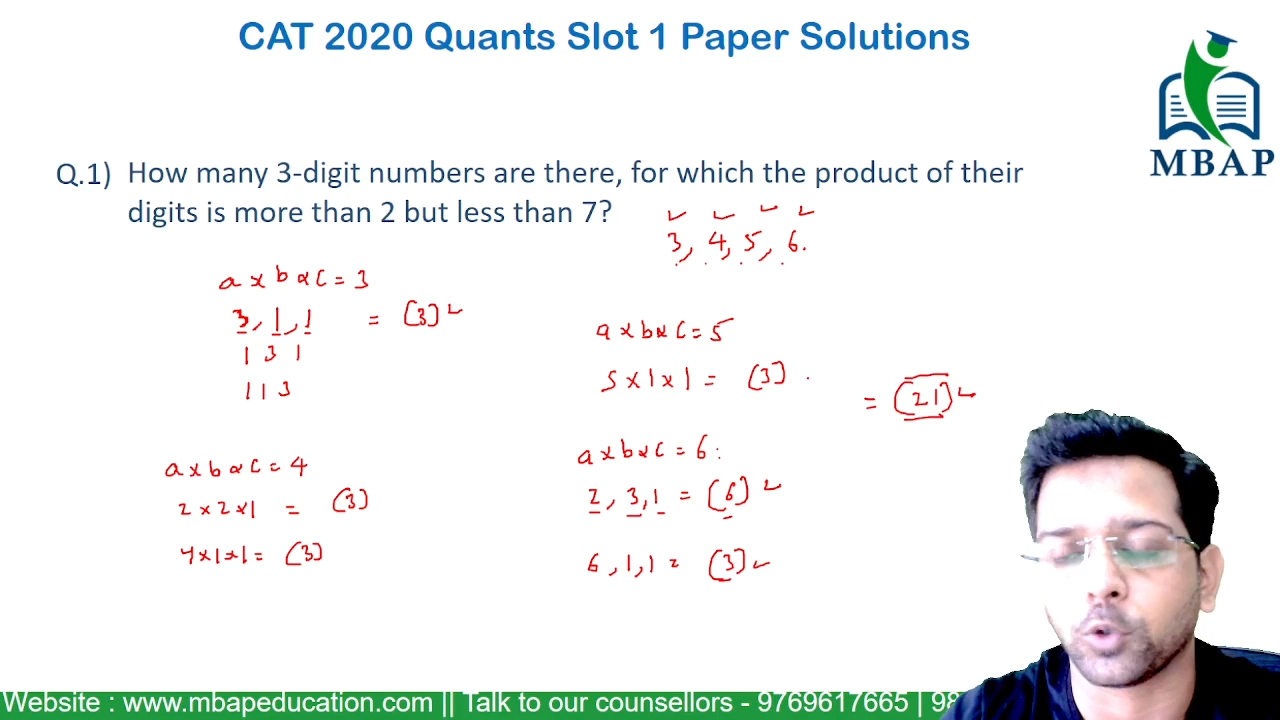 CAT 2020 Quants Slot 1 Paper Solutions
MBAP
Q.1) How many 3-digit numbers are there, for which the product of their
digits is more than 2 but less than 7?
3, 4, 5, 6.
a x b x c = 3
3, 1, 1 = (3)
1 3 1
1 1 3
a x b x c = 4
2 x 2 x 1 = (3)
4 x 1 x 1 = (3)
a x b x c = 5
5 x 1 x 1 = (3)
a x b x c = 6
2, 3, 1 = (6)
6, 1, 1 = (3)
= (21)
Website : www.mbapeducation.com || Talk to our counsellors - 9769617665 | 98